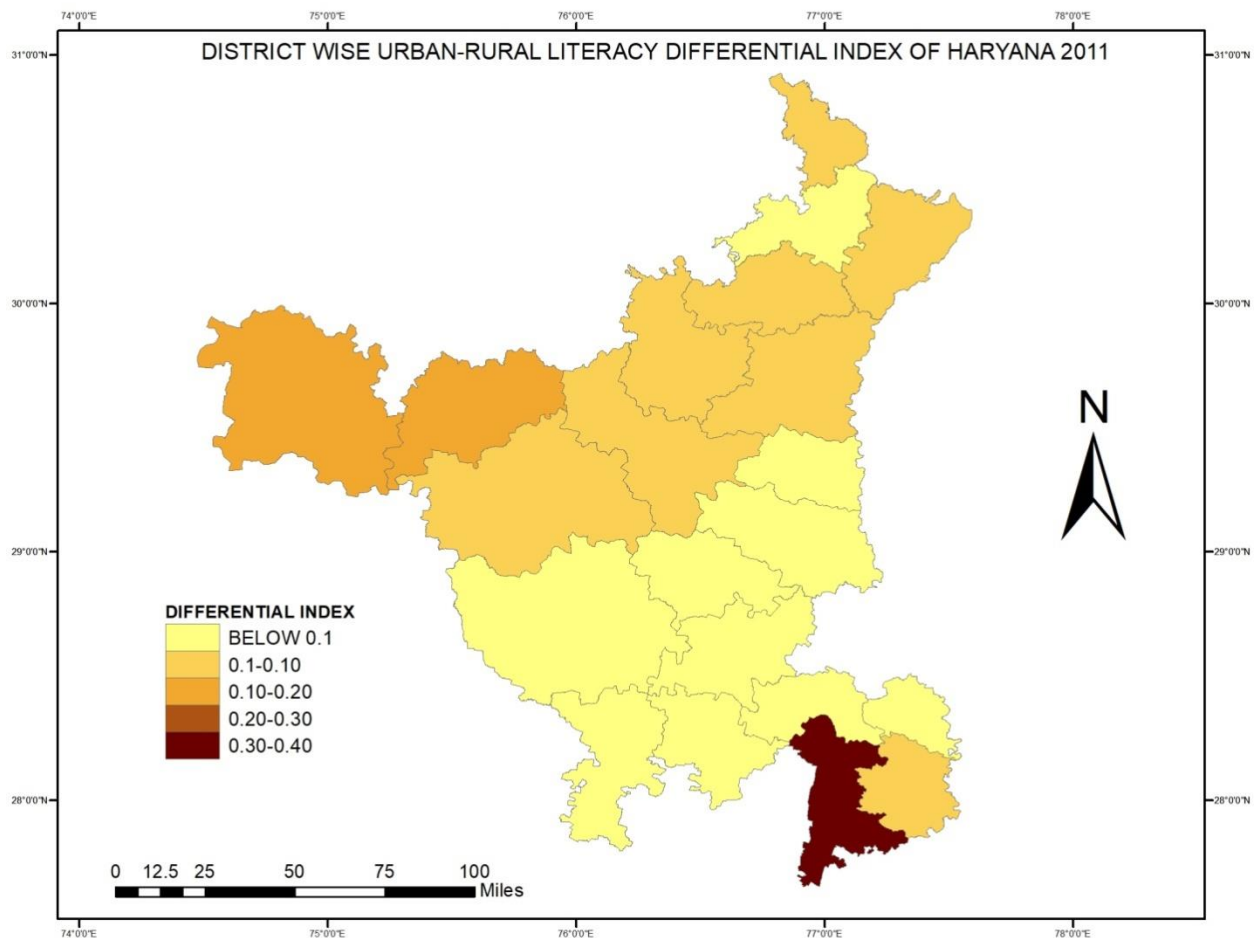 74°0'0"E 75°0'0"E 76°0'0"E 77°0'0"E 78°0'0"E
DISTRICT WISE URBAN-RURAL LITERACY DIFFERENTIAL INDEX OF HARYANA 2011
31°0'0"N 31°0'0"N
30°0'0"N 30°0'0"N
N
29°0'0"N 29°0'0"N
DIFFERENTIAL INDEX
BELOW 0.1
0.1-0.10
0.10-0.20
0.20-0.30
0.30-0.40
28°0'0"N 28°0'0"N
0 12.5 25 50 75 100
Miles
74°0'0"E 75°0'0"E 76°0'0"E 77°0'0"E 78°0'0"E